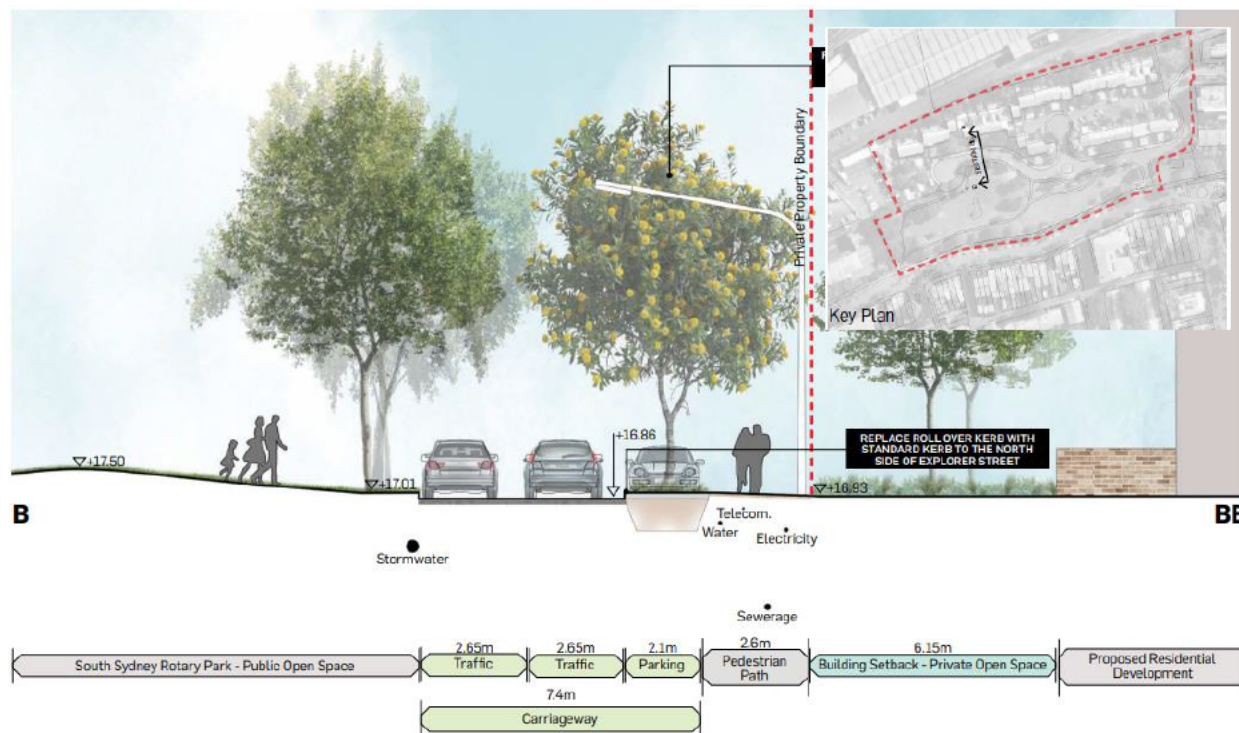 Private Property Boundary
Key Plan
+17.50
+17.01
+16.86
REPLACE ROLL OVER KERB WITH
STANDARD KERB TO THE NORTH
SIDE OF EXPLORER STREET
+16.93
B
BB
Telecom.
Water
Electricity
Stormwater
Sewerage
2.65m
2.65m
2.1m
2.6m
6.15m
South Sydney Rotary Park - Public Open Space
Traffic
Traffic
Parking
Pedestrian
Path
Building Setback - Private Open Space
Proposed Residential
Development
7.4m
Carriageway